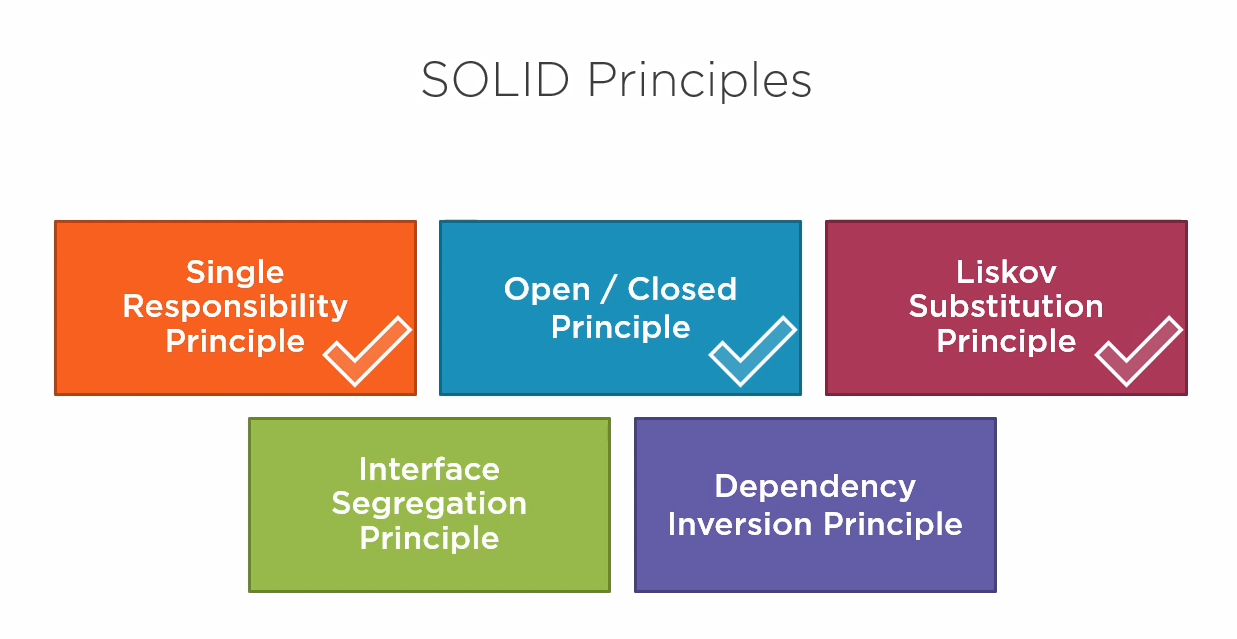 SOLID Principles
Single
Responsibility
Principle
Open / Closed
Principle
Liskov
Substitution
Principle
Interface
Segregation
Principle
Dependency
Inversion Principle